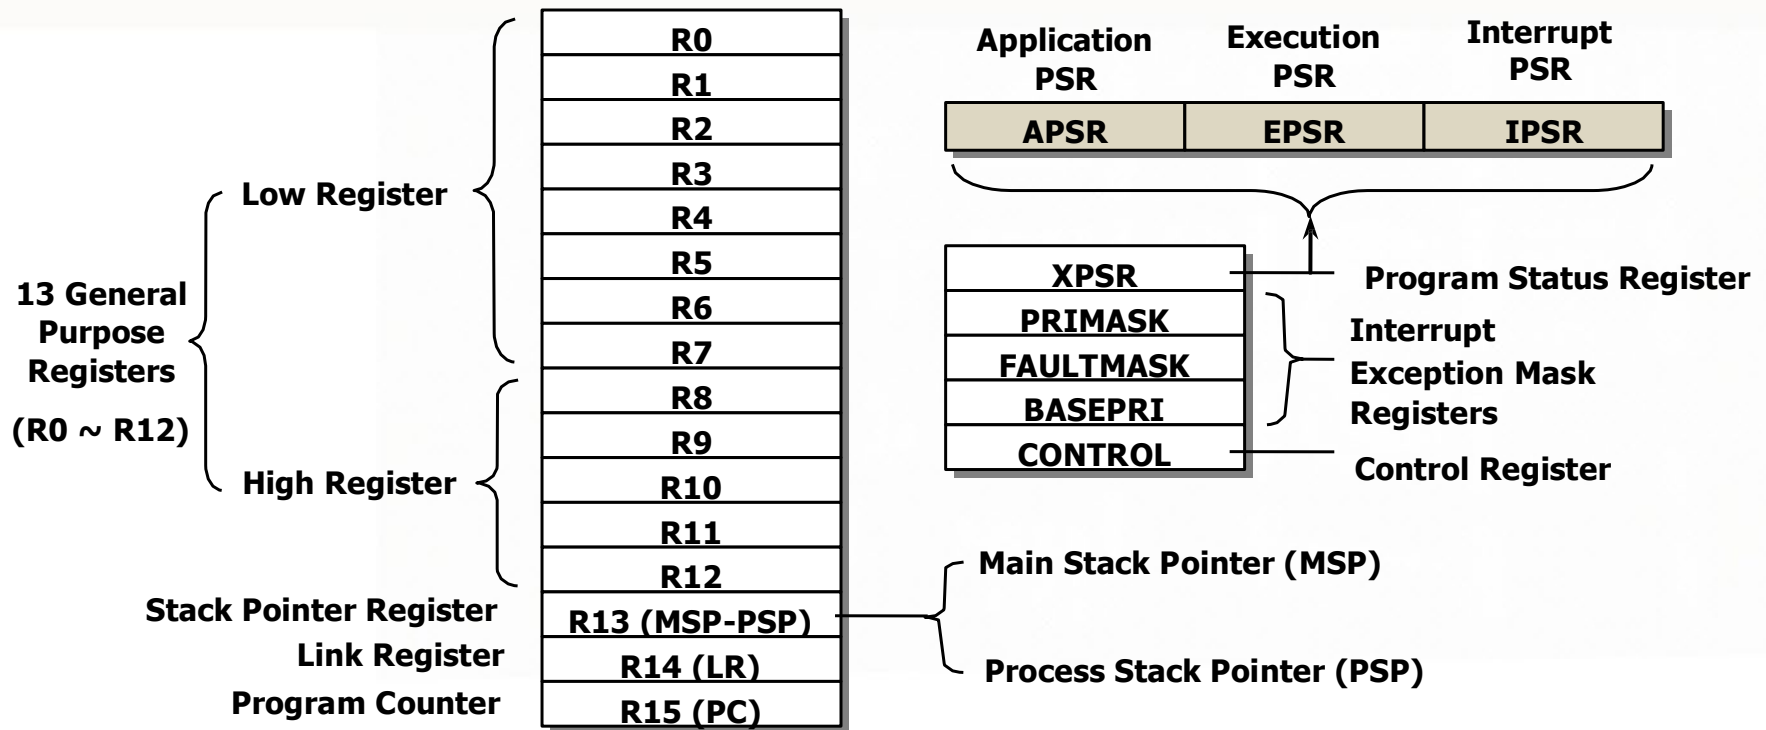 13 General
Purpose
Registers
(R0 ~ R12)
Low Register
High Register
Stack Pointer Register
Link Register
Program Counter
R0
R1
R2
R3
R4
R5
R6
R7
R8
R9
R10
R11
R12
R13 (MSP-PSP)
R14 (LR)
R15 (PC)
Application
PSR
Execution
PSR
Interrupt
PSR
APSR
EPSR
IPSR
XPSR
PRIMASK
FAULTMASK
BASEPRI
CONTROL
Program Status Register
Interrupt
Exception Mask
Registers
Control Register
Main Stack Pointer (MSP)
Process Stack Pointer (PSP)